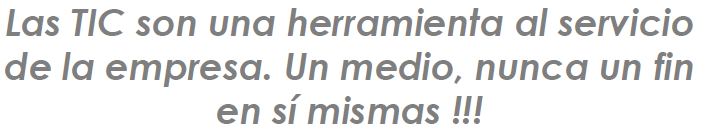 Las TIC son una herramienta al servicio
de la empresa. Un medio, nunca un fin
en sí mismas !!!